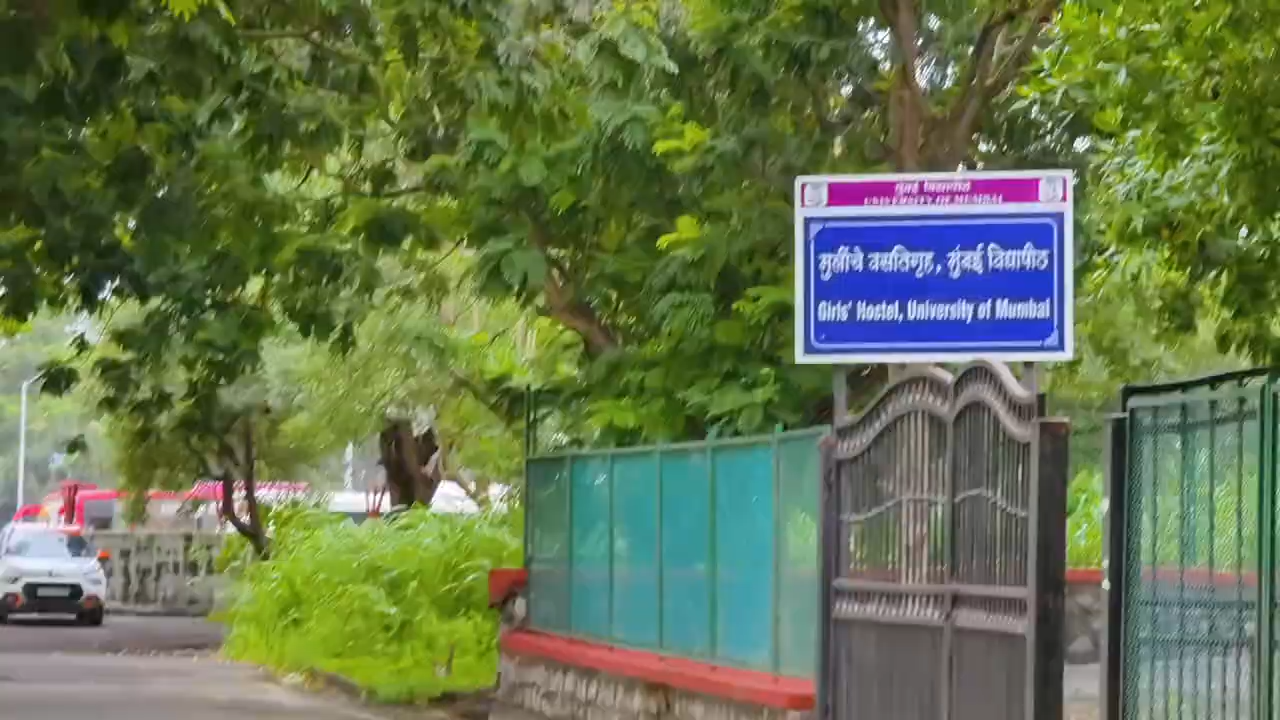 मुंबई विद्यापीठ
UNIVERSITY OF MUMBAI
मुलींचे वसतिगृह, मुंबई विद्यापीठ
Girls' Hostel, University of Mumbai